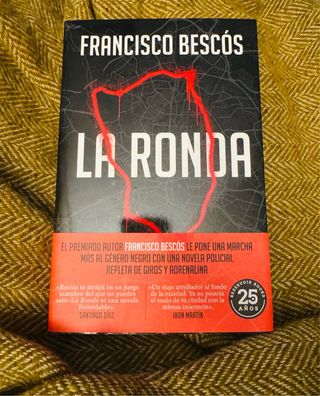 FRANCISCO BESCÓS
LA RONDA
EL PREMIADO AUTOR FRANCISCO BESCÓS LE PONE UNA MARCHA
MÁS AL GÉNERO NEGRO CON UNA NOVELA POLICIAL
REPLETA DE GIROS Y ADRENALINA
«Bescós te atrapa en un juego
macabro del que no puedes
salir. La Ronda es una novela
formidable».
SANTIAGO DÍAZ
«Un viaje arrollador al fondo
de la maldad. Ya no pisarás
el suelo de tu ciudad con la
misma inocencia».
IBON MARTÍN
RESERVOIR BOOKS
25
AÑOS